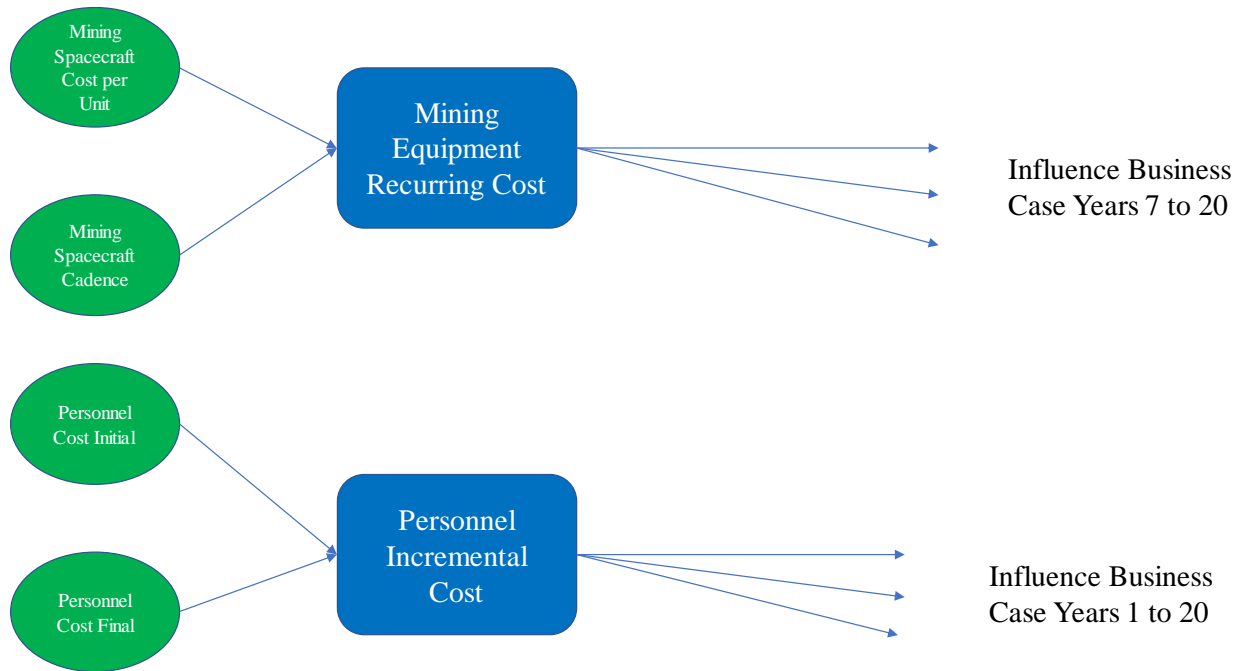 Mining
Spacecraft
Cost per
Unit
Mining
Equipment
Recurring Cost
Influence Business
Case Years 7 to 20
Mining
Spacecraft
Cadence
Personnel
Cost Initial
Personnel
Incremental
Cost
Influence Business
Case Years 1 to 20
Personnel
Cost Final